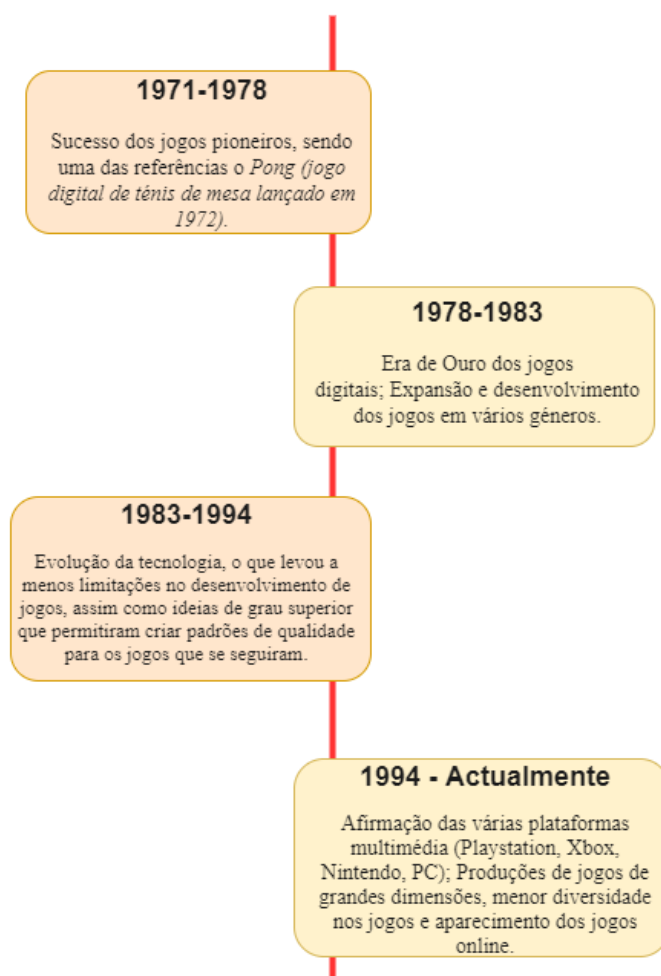 1971-1978
Sucesso dos jogos pioneiros, sendo
uma das referências o Pong (jogo
digital de ténis de mesa lançado em
1972).
1978-1983
Era de Ouro dos jogos
digitais; Expansão e desenvolvimento
dos jogos em vários géneros.
1983-1994
Evolução da tecnologia, o que levou a
menos limitações no desenvolvimento de
jogos, assim como ideias de grau superior
que permitiram criar padrões de qualidade
para os jogos que se seguiram.
1994 - Actualmente
Afirmação das várias plataformas
multimédia (Playstation, Xbox,
Nintendo, PC); Produções de jogos de
grandes dimensões, menor diversidade
nos jogos e aparecimento dos jogos
online.